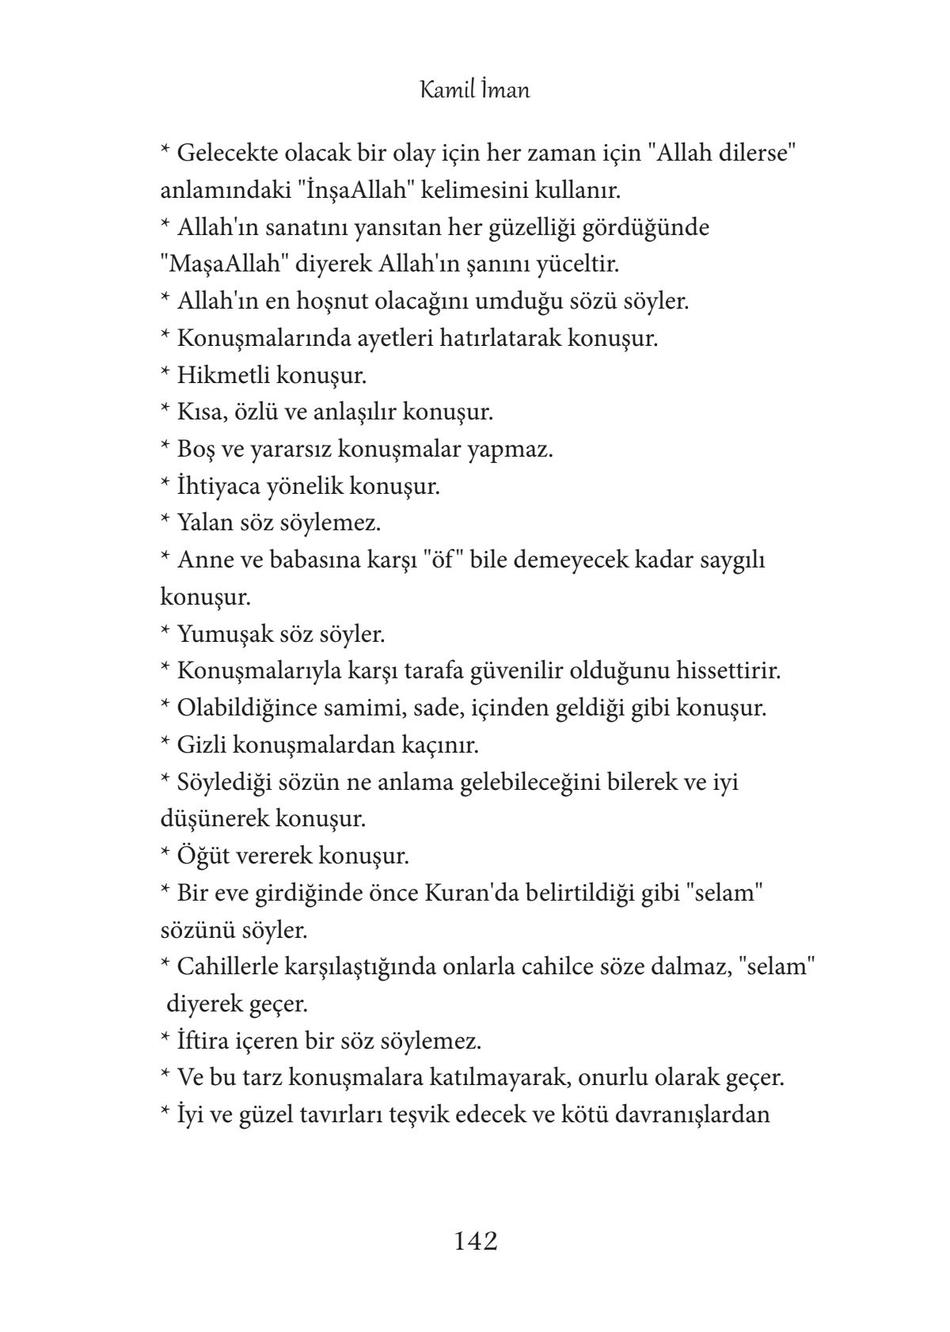 Kamil İman
* Gelecekte olacak bir olay için her zaman için "Allah dilerse"
anlamındaki "İnşaAllah" kelimesini kullanır.
* Allah'ın sanatını yansıtan her güzelliği gördüğünde
"MaşaAllah" diyerek Allah'ın şanını yüceltir.
* Allah'ın en hoşnut olacağını umduğu sözü söyler.
* Konuşmalarında ayetleri hatırlatarak konuşur.
* Hikmetli konuşur.
* Kısa, özlü ve anlaşılır konuşur.
* Boş ve yararsız konuşmalar yapmaz.
* İhtiyaca yönelik konuşur.
* Yalan söz söylemez.
* Anne ve babasına karşı "öf" bile demeyecek kadar saygılı
konuşur.
* Yumuşak söz söyler.
* Konuşmalarıyla karşı tarafa güvenilir olduğunu hissettirir.
* Olabildiğince samimi, sade, içinden geldiği gibi konuşur.
* Gizli konuşmalardan kaçınır.
* Söylediği sözün ne anlama gelebileceğini bilerek ve iyi
düşünerek konuşur.
* Öğüt vererek konuşur.
* Bir eve girdiğinde önce Kuran'da belirtildiği gibi "selam"
sözünü söyler.
* Cahillerle karşılaştığında onlarla cahilce söze dalmaz, "selam"
diyerek geçer.
* İftira içeren bir söz söylemez.
* Ve bu tarz konuşmalara katılmayarak, onurlu olarak geçer.
* İyi ve güzel tavırları teşvik edecek ve kötü davranışlardan
142